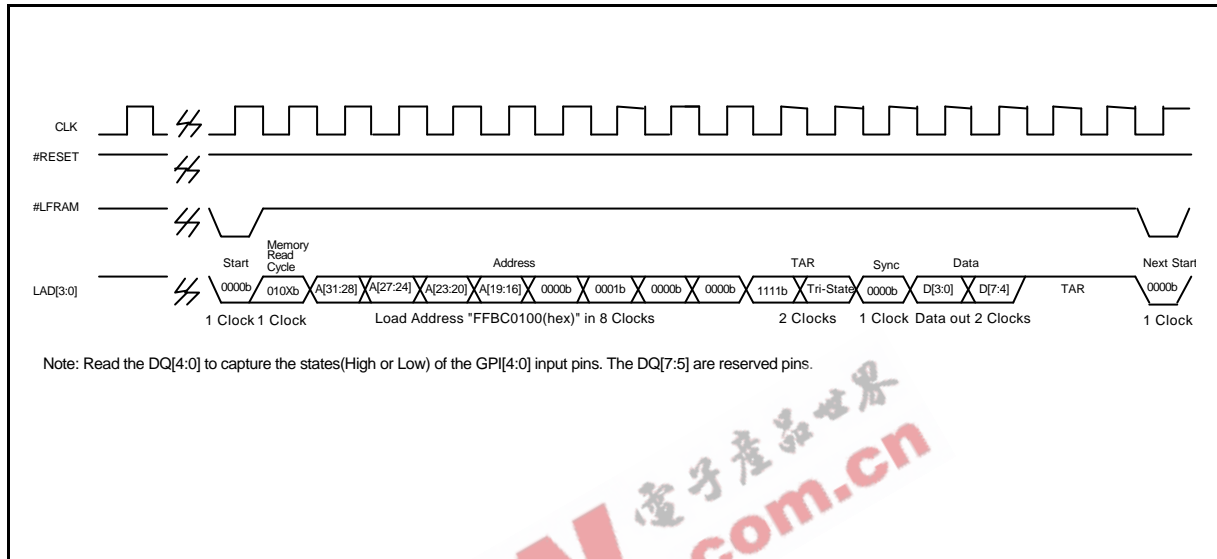 CLK
#RESET
#LFRAM
Start
Memory
Read
Cycle
Address
TAR
Sync
Data
Next Start
LAD[3:0]
0000b
010Xb
A[31:28]
A[27:24]
A[23:20]
A[19:16]
0000b
0001b
0000b
0000b
1111b
Tri-State
0000b
D[3:0]
D[7:4]
TAR
0000b
1 Clock
1 Clock
Load Address "FFBC0100(hex)" in 8 Clocks
2 Clocks
1 Clock
Data out 2 Clocks
1 Clock
Note: Read the DQ[4:0] to capture the states(High or Low) of the GPI[4:0] input pins. The DQ[7:5] are reserved pins.
電子產品世界
.com.cn